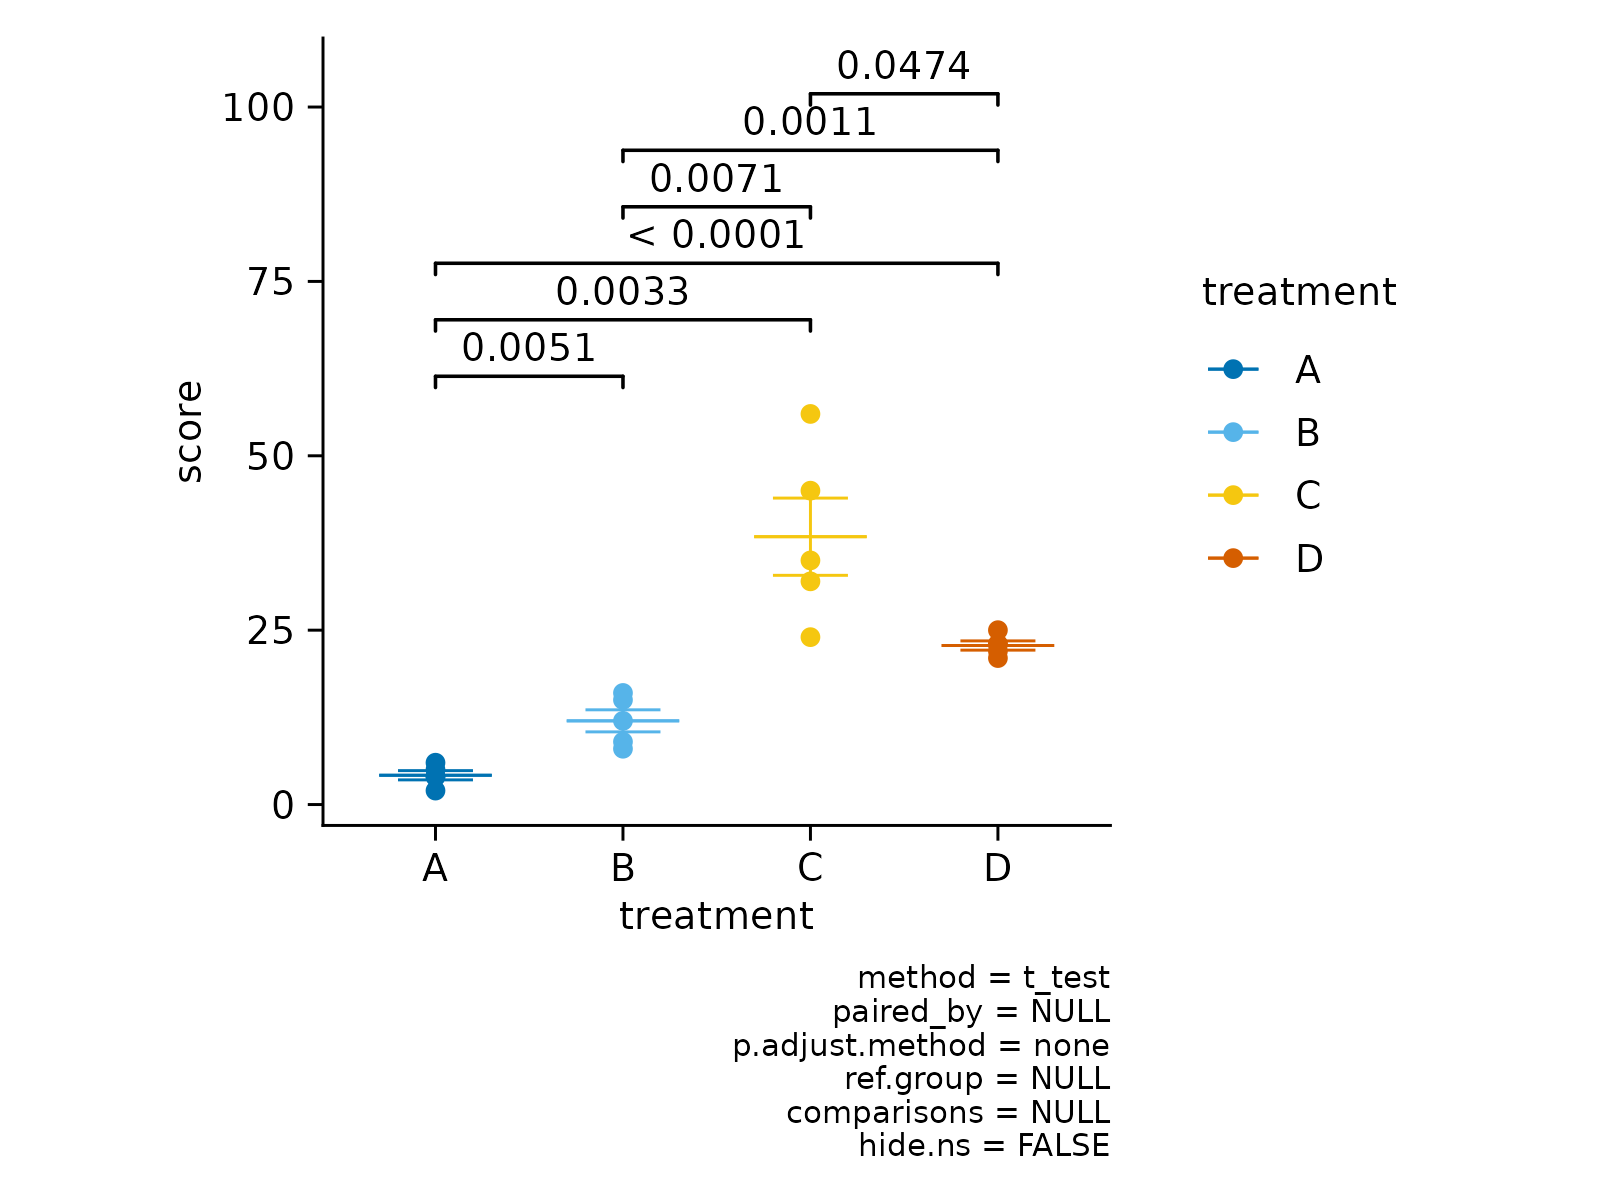 0.0474
100
0.0011
0.0071
< 0.0001
75
0.0033
0.0051
50
25
0
score
A B C D
treatment
treatment
A
B
C
D
method = t_test
paired_by = NULL
p.adjust.method = none
ref.group = NULL
comparisons = NULL
hide.ns = FALSE